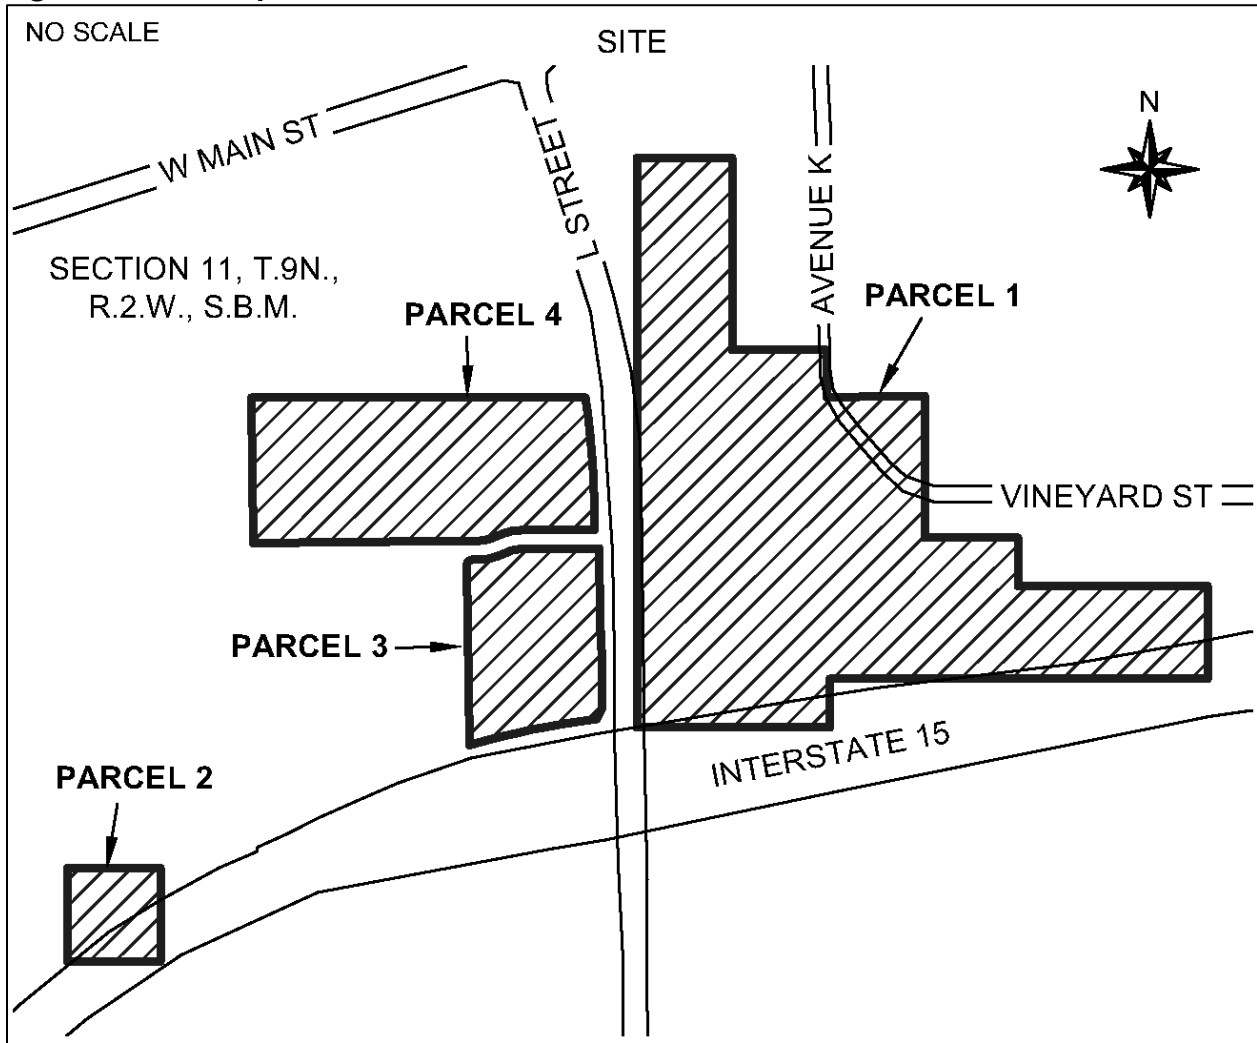 NO SCALE
SITE
N
W MAIN ST
L STREET
AVENUE K
SECTION 11, T.9N.,
R.2.W., S.B.M.
PARCEL 1
PARCEL 4
VINEYARD ST
PARCEL 3
INTERSTATE 15
PARCEL 2